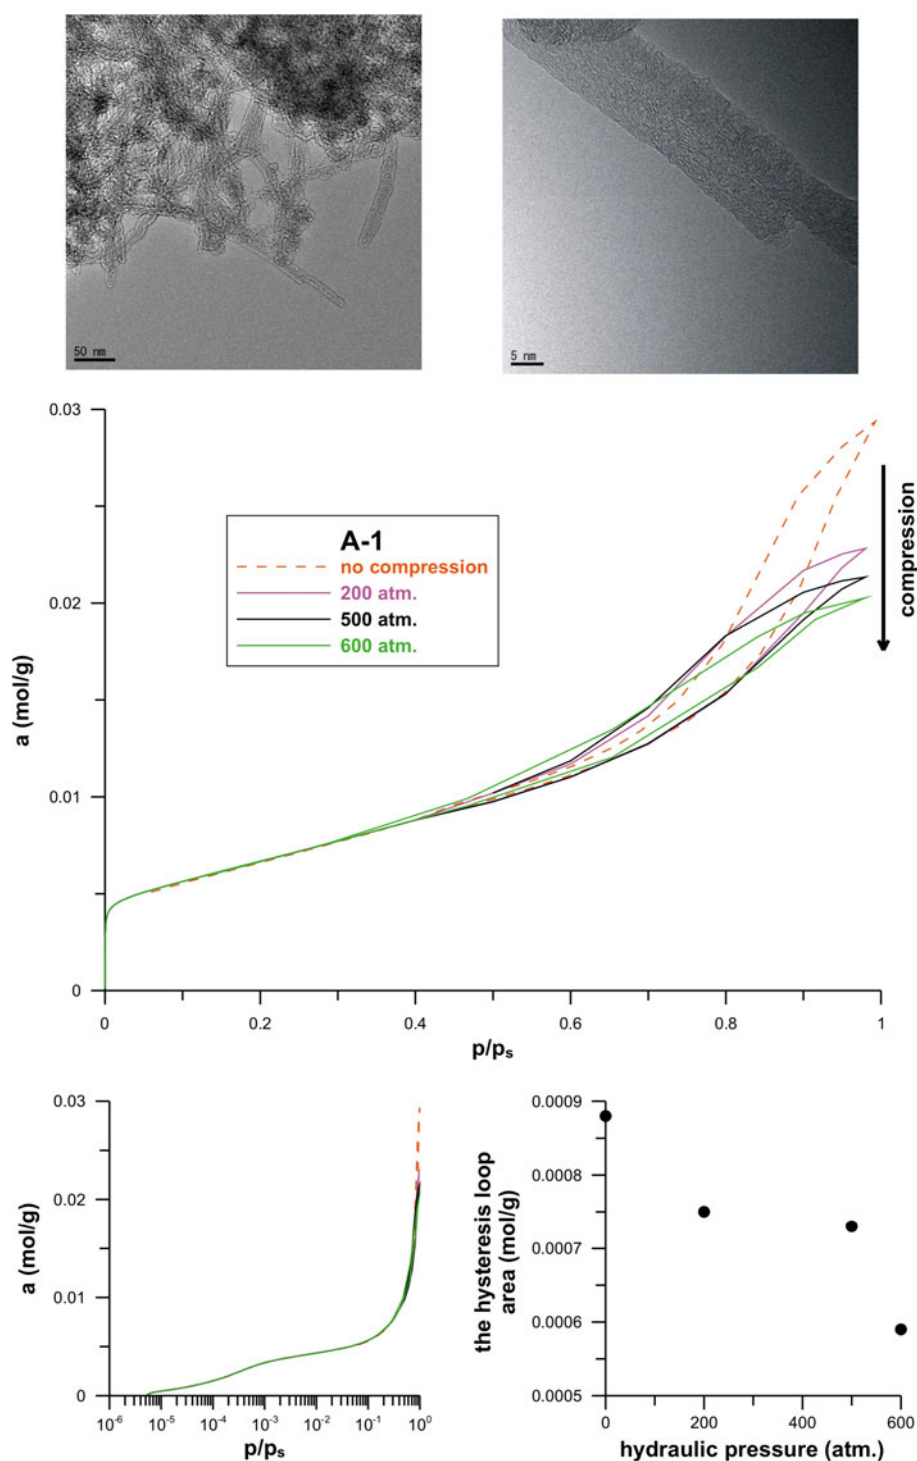 50 nm
5 nm
0.03
0.02
0.01
0
a (mol/g)
A-1
no compression
200 atm.
500 atm.
600 atm.
compression
0
0.2
0.4
0.6
0.8
1
p/pₛ
0.03
0.02
0.01
0
a (mol/g)
10⁻⁶
10⁻⁵
10⁻⁴
10⁻³
10⁻²
10⁻¹
10⁰
p/pₛ
0.0009
0.0008
0.0007
0.0006
0.0005
the hysteresis loop
area (mol/g)
0
200
400
600
hydraulic pressure (atm.)